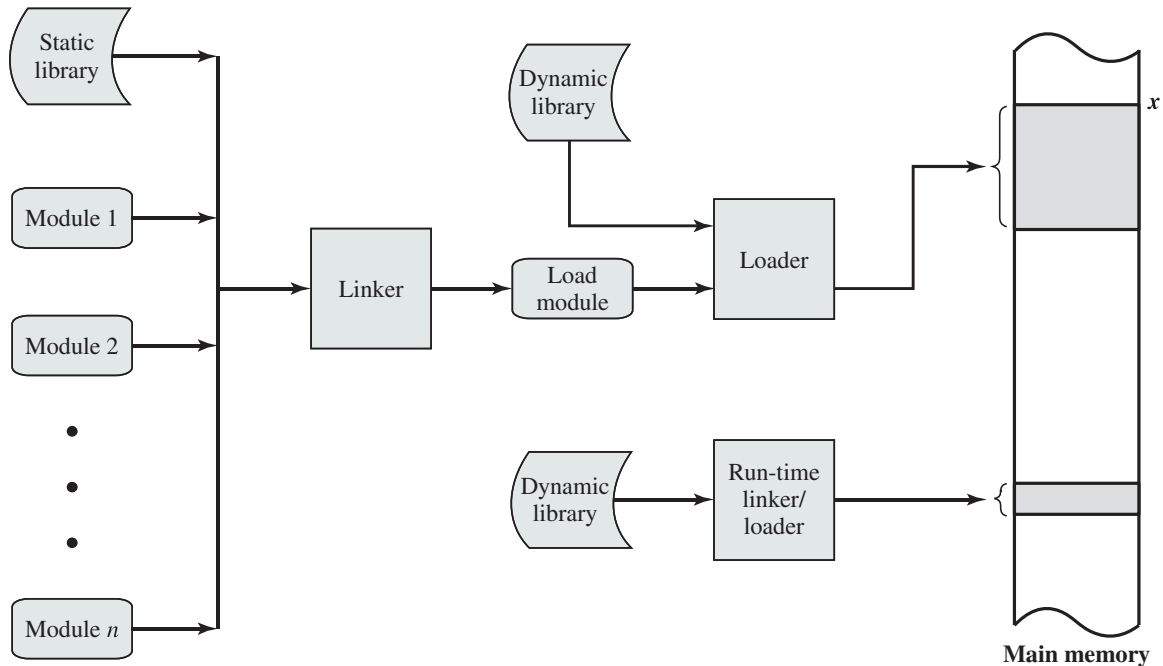 Static
library
Dynamic
library
x
Module 1
Linker
Load
module
Loader
Module 2
Dynamic
library
Run-time
linker/
loader
Module n
Main memory